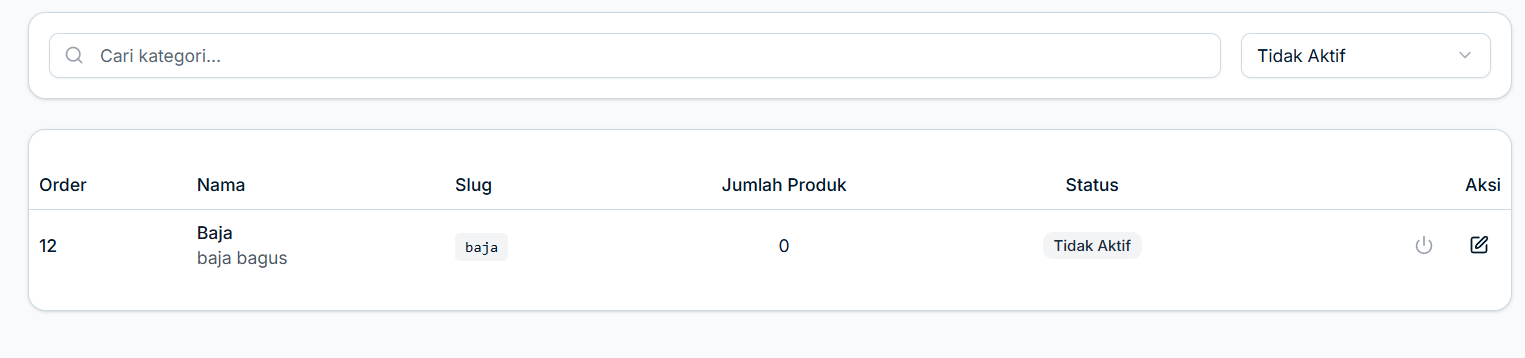 Cari kategori...
Tidak Aktif
Order Nama Slug Jumlah Produk Status Aksi
12 Baja baja 0 Tidak Aktif
baja bagus